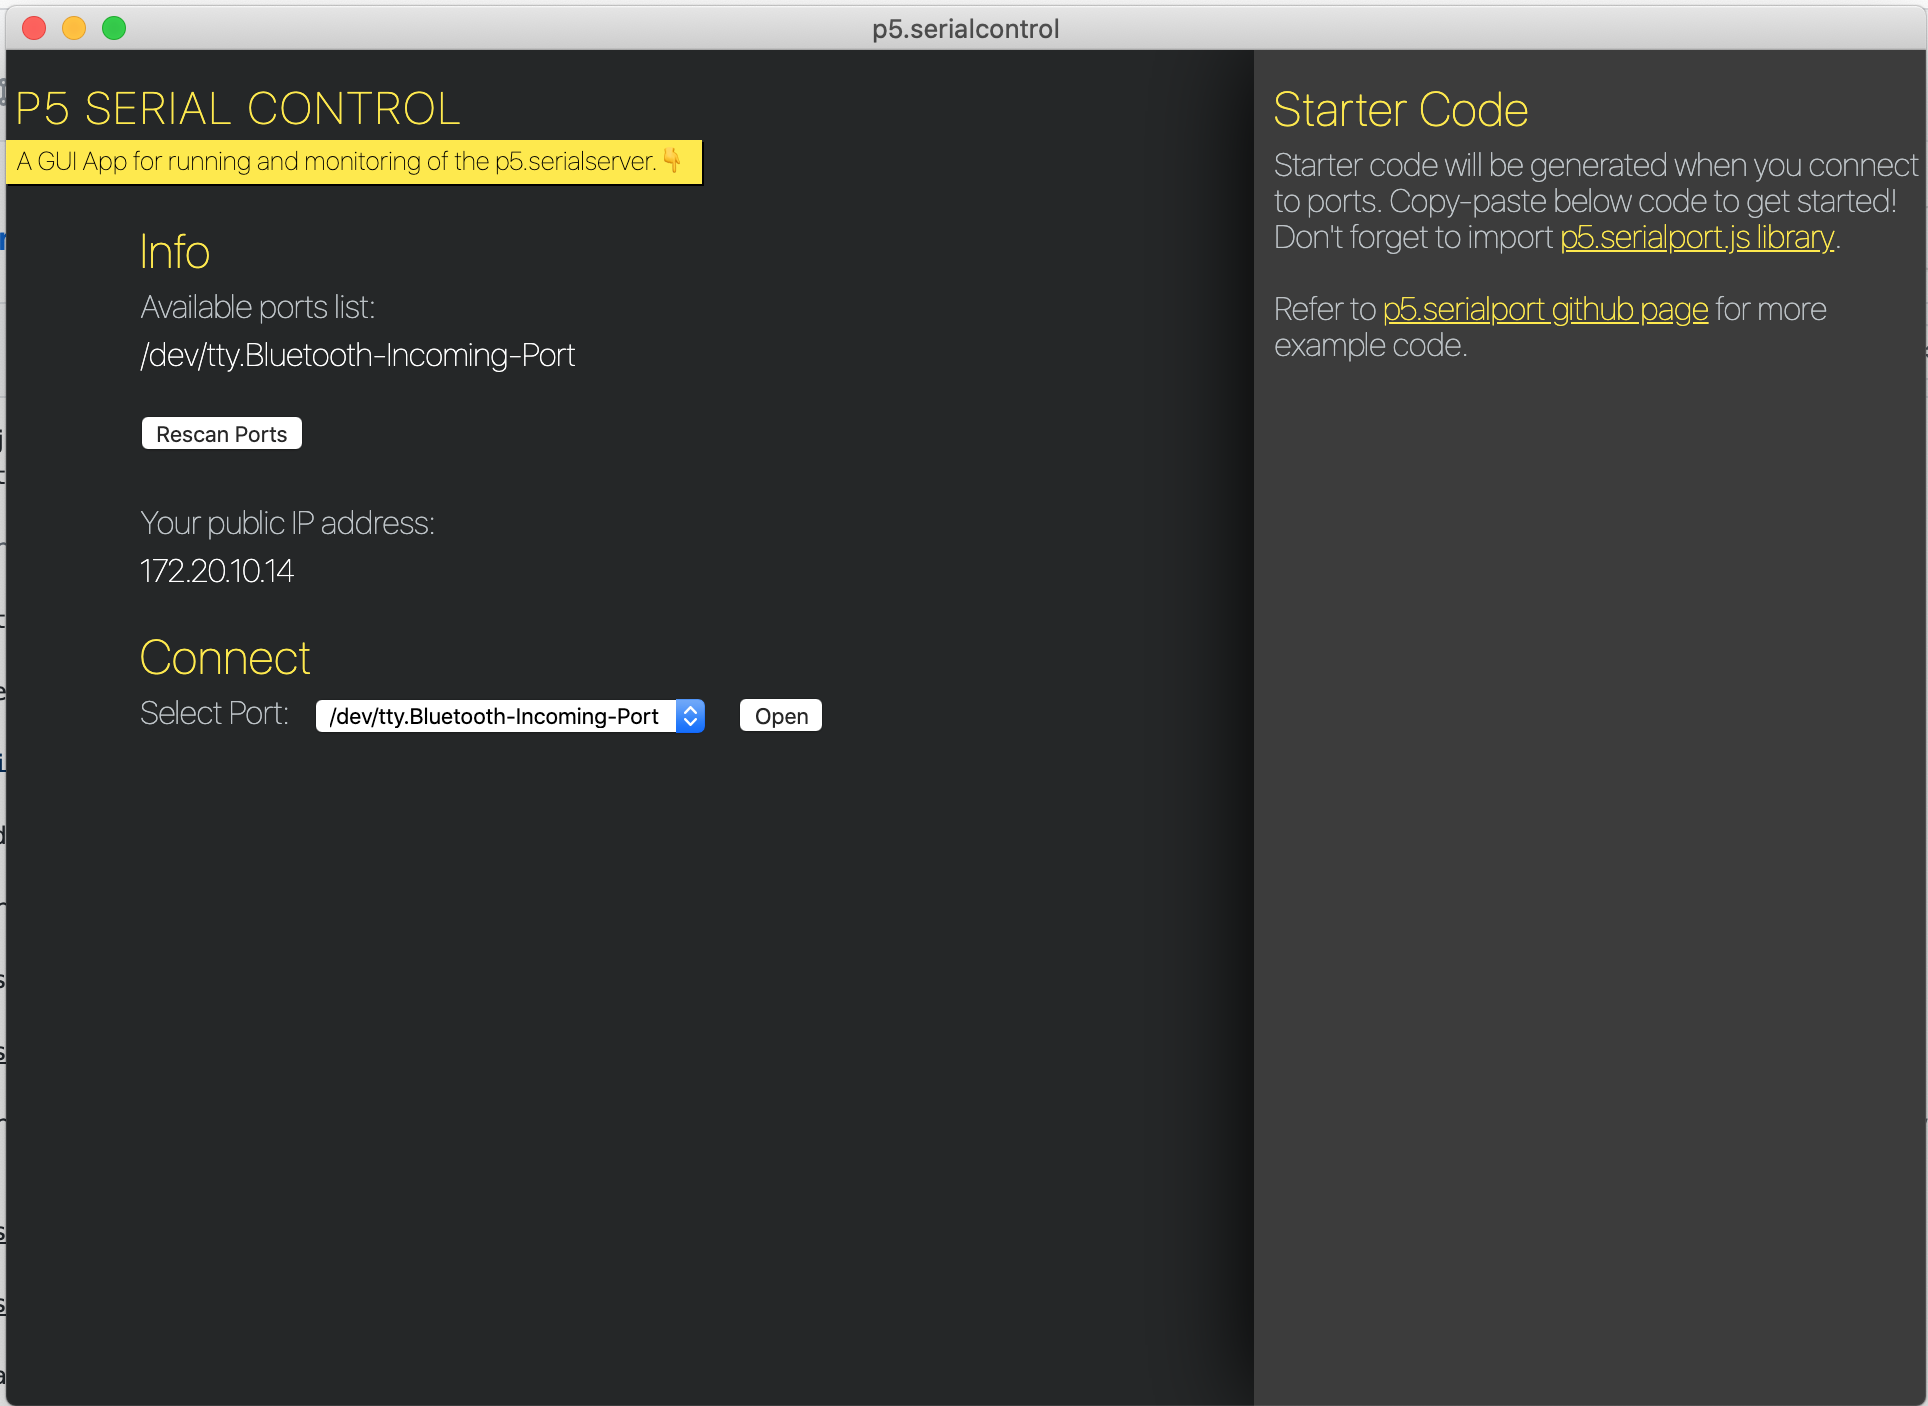 p5.serialcontrol
P5 SERIAL CONTROL
A GUI App for running and monitoring of the p5.serialserver.👇
Info
Available ports list:
/dev/tty.Bluetooth-Incoming-Port
Rescan Ports
Your public IP address:
172.20.10.14
Connect
Select Port: /dev/tty.Bluetooth-Incoming-Port Open
Starter Code
Starter code will be generated when you connect
to ports. Copy-paste below code to get started!
Don't forget to import p5.serialport.js library.
Refer to p5.serialport github page for more
example code.